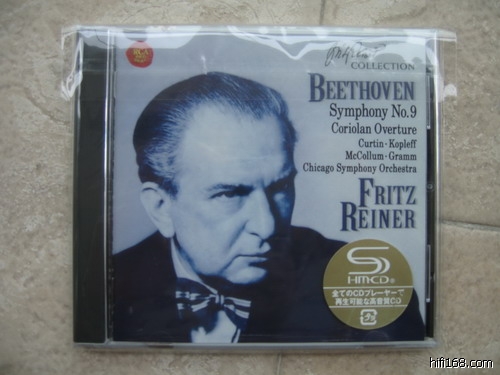 COLLECTION
BEETHOVEN
Symphony No.9
Coriolan Overture
Curtin · Kopleff
McCollum · Gramm
Chicago Symphony Orchestra
FRITZ
REINER
SHM-CD
全てのCDプレーヤーで
再生可能な高音質CD
hifi168.com